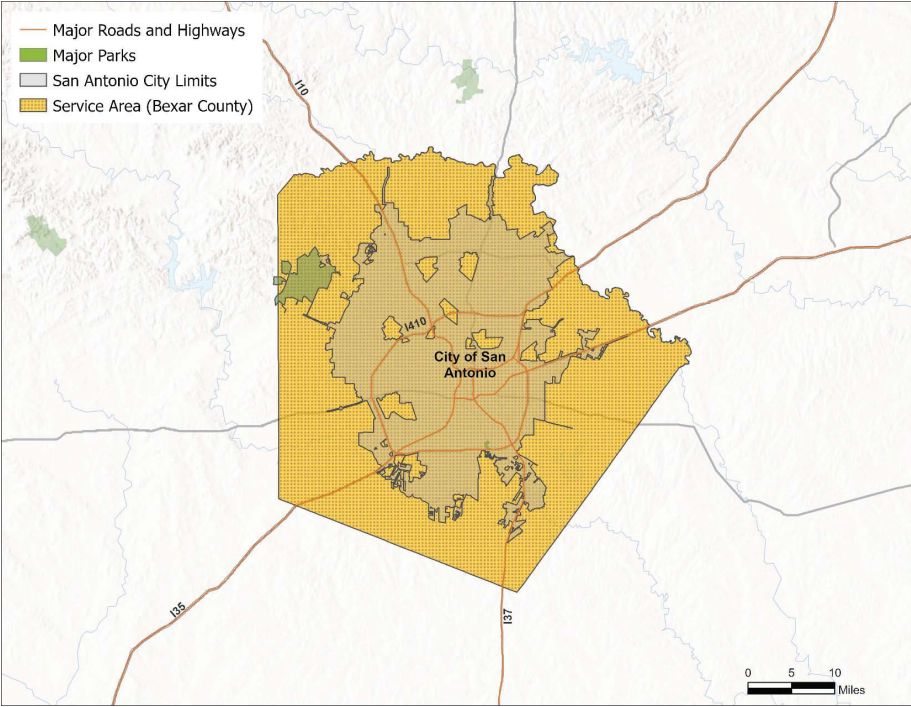 Major Roads and Highways
Major Parks
San Antonio City Limits
Service Area (Bexar County)
I10
I410
City of San
Antonio
I35
I37
0 5 10
Miles